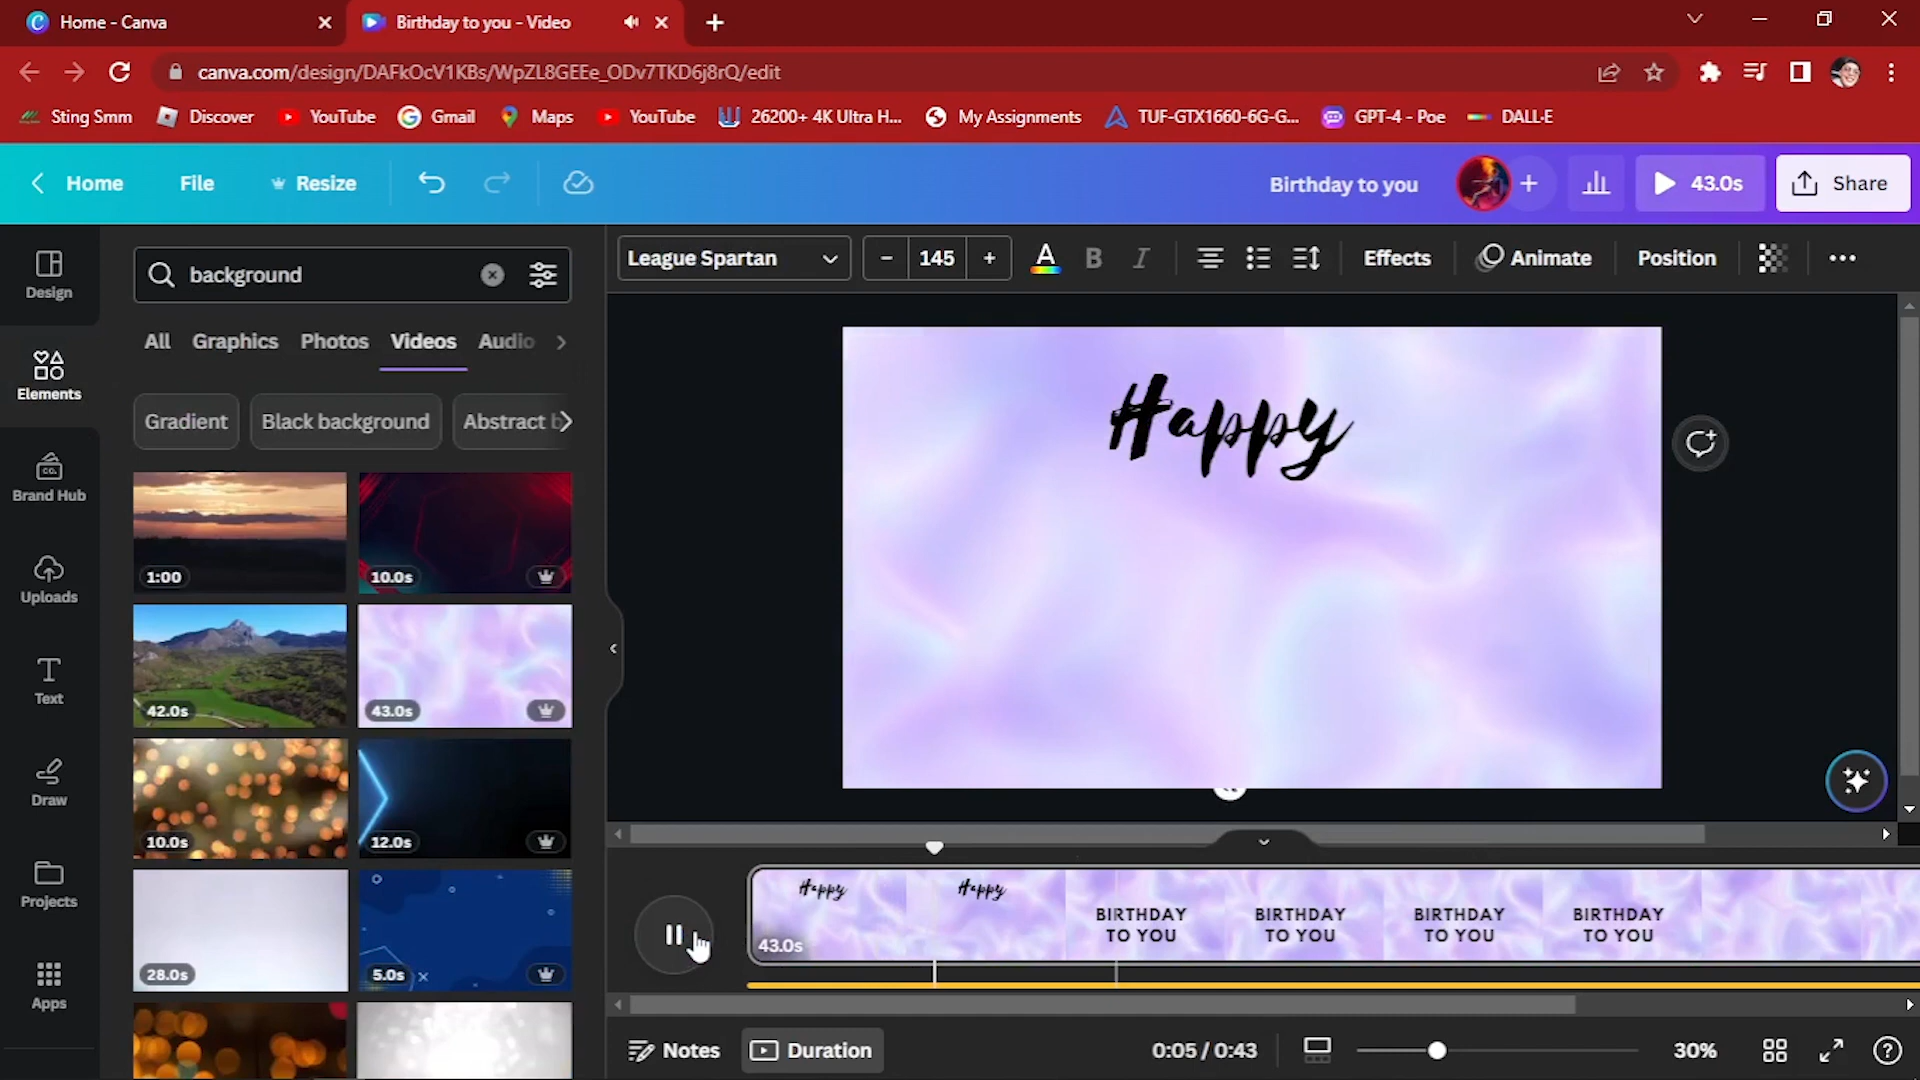 Home - Canva
Birthday to you - Video
canva.com/design/DAFkOcV1KBs/WpZL8GEEe_ODv7TKD6j8rQ/edit
Sting Smm
Discover
YouTube
Gmail
Maps
YouTube
26200+ 4K Ultra H...
My Assignments
TUF-GTX1660-6G-G...
GPT-4 - Poe
DALL·E
Home
File
Resize
Birthday to you
43.0s
Share
Design
Elements
Brand Hub
Uploads
Text
Draw
Projects
Apps
background
All
Graphics
Photos
Videos
Audio
Gradient
Black background
Abstract b
1:00
10.0s
42.0s
43.0s
10.0s
12.0s
28.0s
5.0s
League Spartan
145
A
B
I
Effects
Animate
Position
Happy
Happy
Happy
BIRTHDAY
TO YOU
BIRTHDAY
TO YOU
BIRTHDAY
TO YOU
BIRTHDAY
TO YOU
43.0s
Notes
Duration
0:05 / 0:43
30%